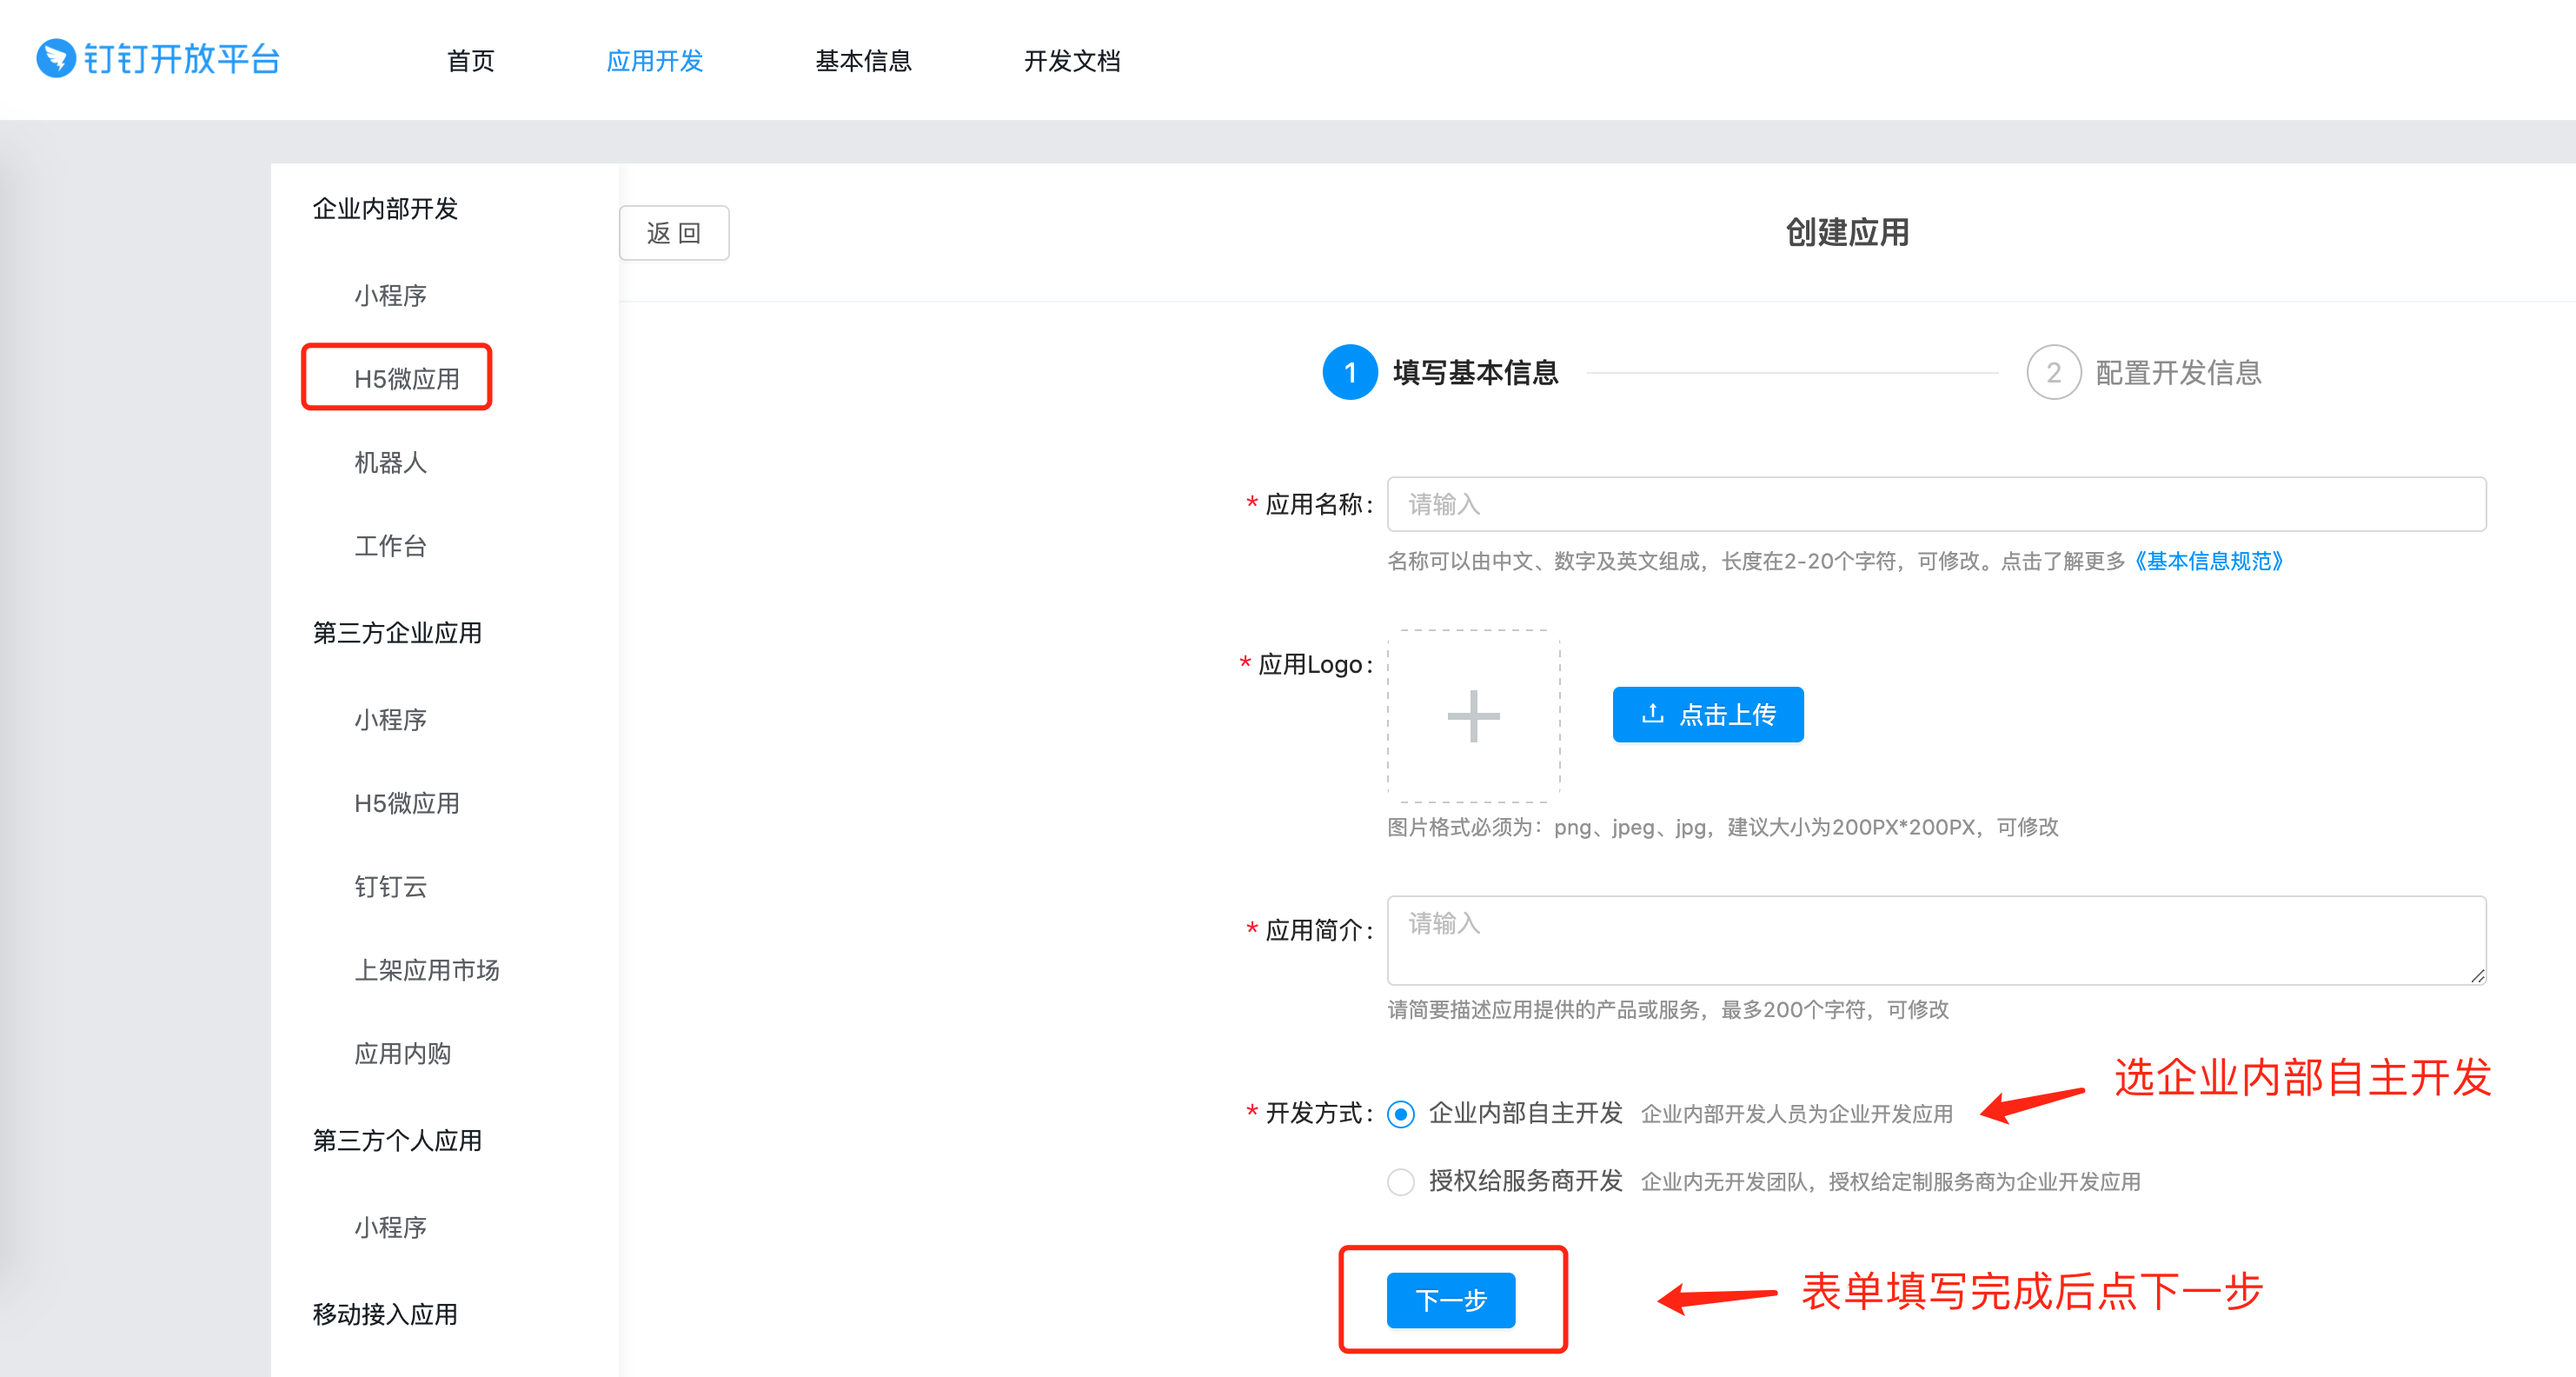 钉钉开放平台
首页
应用开发
基本信息
开发文档
企业内部开发
小程序
H5微应用
机器人
工作台
第三方企业应用
小程序
H5微应用
钉钉云
上架应用市场
应用内购
第三方个人应用
小程序
移动接入应用
返 回
创建应用
1 填写基本信息
2 配置开发信息
* 应用名称： 请输入
名称可以由中文、数字及英文组成，长度在2-20个字符，可修改。点击了解更多《基本信息规范》
* 应用Logo：
点击上传
图片格式必须为：png、jpeg、jpg，建议大小为200PX*200PX，可修改
* 应用简介： 请输入
请简要描述应用提供的产品或服务，最多200个字符，可修改
选企业内部自主开发
* 开发方式： 企业内部自主开发 企业内部开发人员为企业开发应用
授权给服务商开发 企业内无开发团队，授权给定制服务商为企业开发应用
下一步
表单填写完成后点下一步